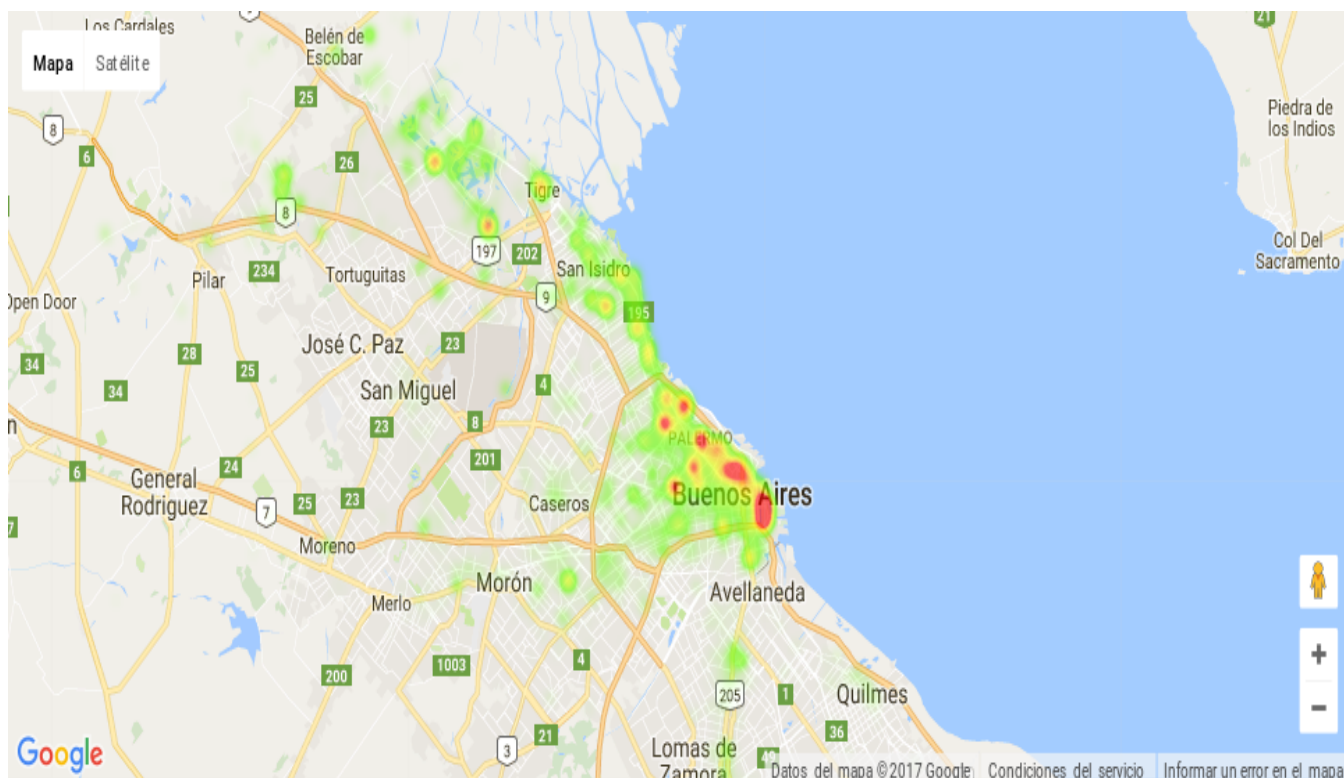 Los Cardales
Belén de
Escobar
21
Mapa
Satélite
25
Piedra de
los Indios
8
6
26
Tigre
8
197
202
Col Del
Sacramento
San Isidro
234
Tortuguitas
Pilar
9
Open Door
195
José C. Paz
23
28
34
25
4
34
San Miguel
8
23
PALERMO
201
6
24
General
Rodriguez
Buenos Aires
23
25
Caseros
7
Moreno
Morón
Avellaneda
Merlo
4
1003
200
205
1
Quilmes
36
21
3
Lomas de
Zamora
Google
Datos del mapa ©2017 Google
Condiciones del servicio
Informar un error en el mapa